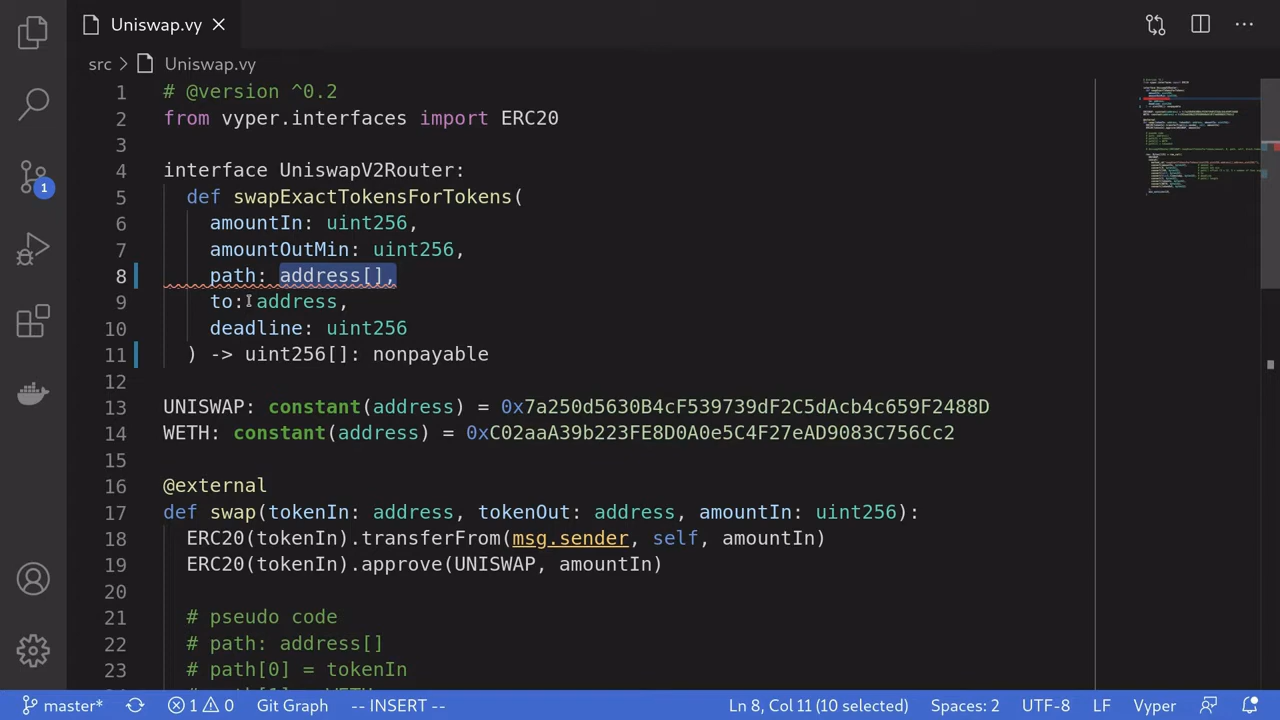 Uniswap.vy
src > Uniswap.vy
1 # @version ^0.2
2 from vyper.interfaces import ERC20
3
4 interface UniswapV2Router:
5 def swapExactTokensForTokens(
6 amountIn: uint256,
7 amountOutMin: uint256,
8 path: address[],
9 to: address,
10 deadline: uint256
11 ) -> uint256[]: nonpayable
12
13 UNISWAP: constant(address) = 0x7a250d5630B4cF539739dF2C5dAcb4c659F2488D
14 WETH: constant(address) = 0xC02aaA39b223FE8D0A0e5C4F27eAD9083C756Cc2
15
16 @external
17 def swap(tokenIn: address, tokenOut: address, amountIn: uint256):
18 ERC20(tokenIn).transferFrom(msg.sender, self, amountIn)
19 ERC20(tokenIn).approve(UNISWAP, amountIn)
20
21 # pseudo code
22 # path: address[]
23 # path[0] = tokenIn
1
master* 1 0 Git Graph -- INSERT -- Ln 8, Col 11 (10 selected) Spaces: 2 UTF-8 LF Vyper